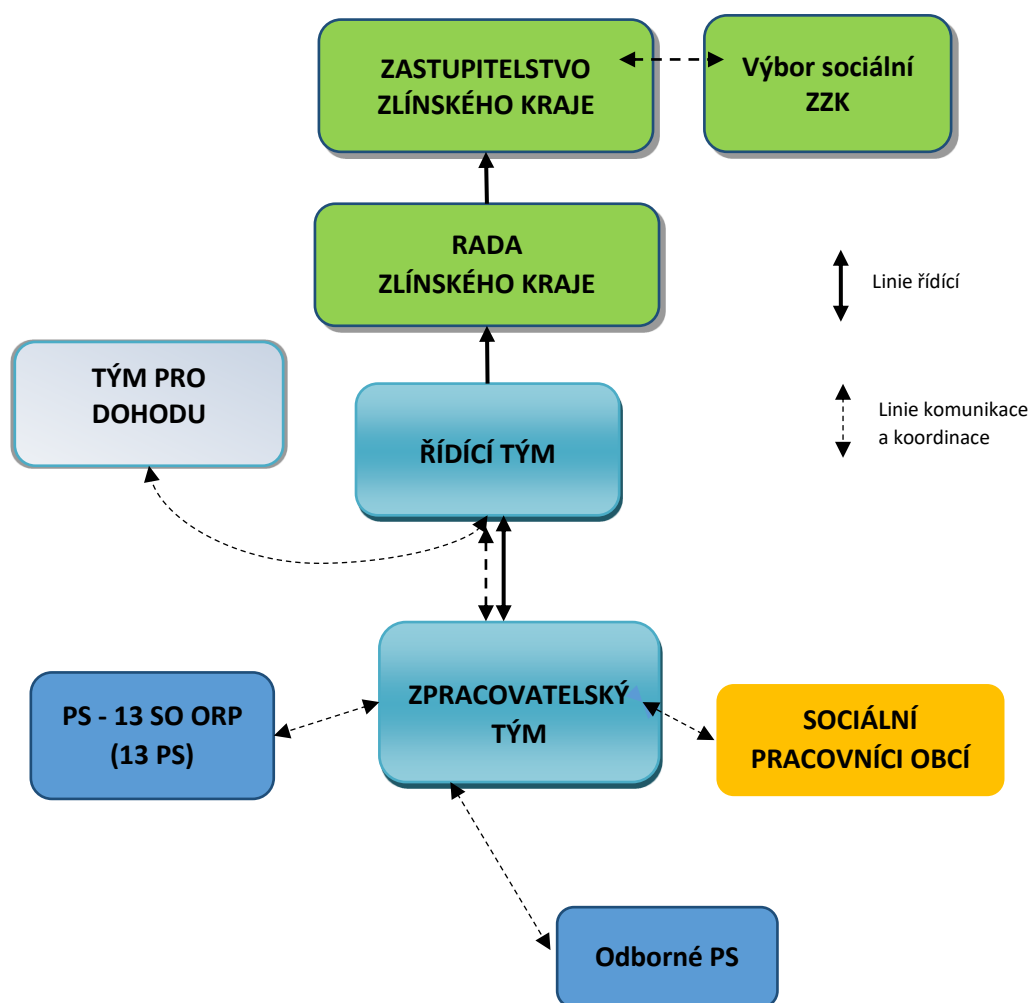 ZASTUPITELSTVO
ZLÍNSKÉHO KRAJE
Výbor sociální
ZZK
RADA
ZLÍNSKÉHO KRAJE
Linie řídící
TÝM PRO
DOHODU
ŘÍDÍCÍ TÝM
Linie komunikace
a koordinace
ZPRACOVATELSKÝ
TÝM
PS - 13 SO ORP
(13 PS)
SOCIÁLNÍ
PRACOVNÍCI OBCÍ
Odborné PS